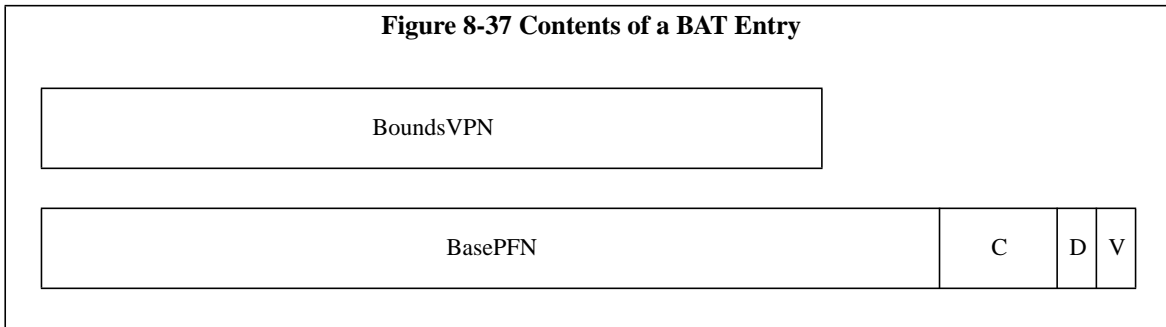 Figure 8-37 Contents of a BAT Entry
BoundsVPN
BasePFN C D V